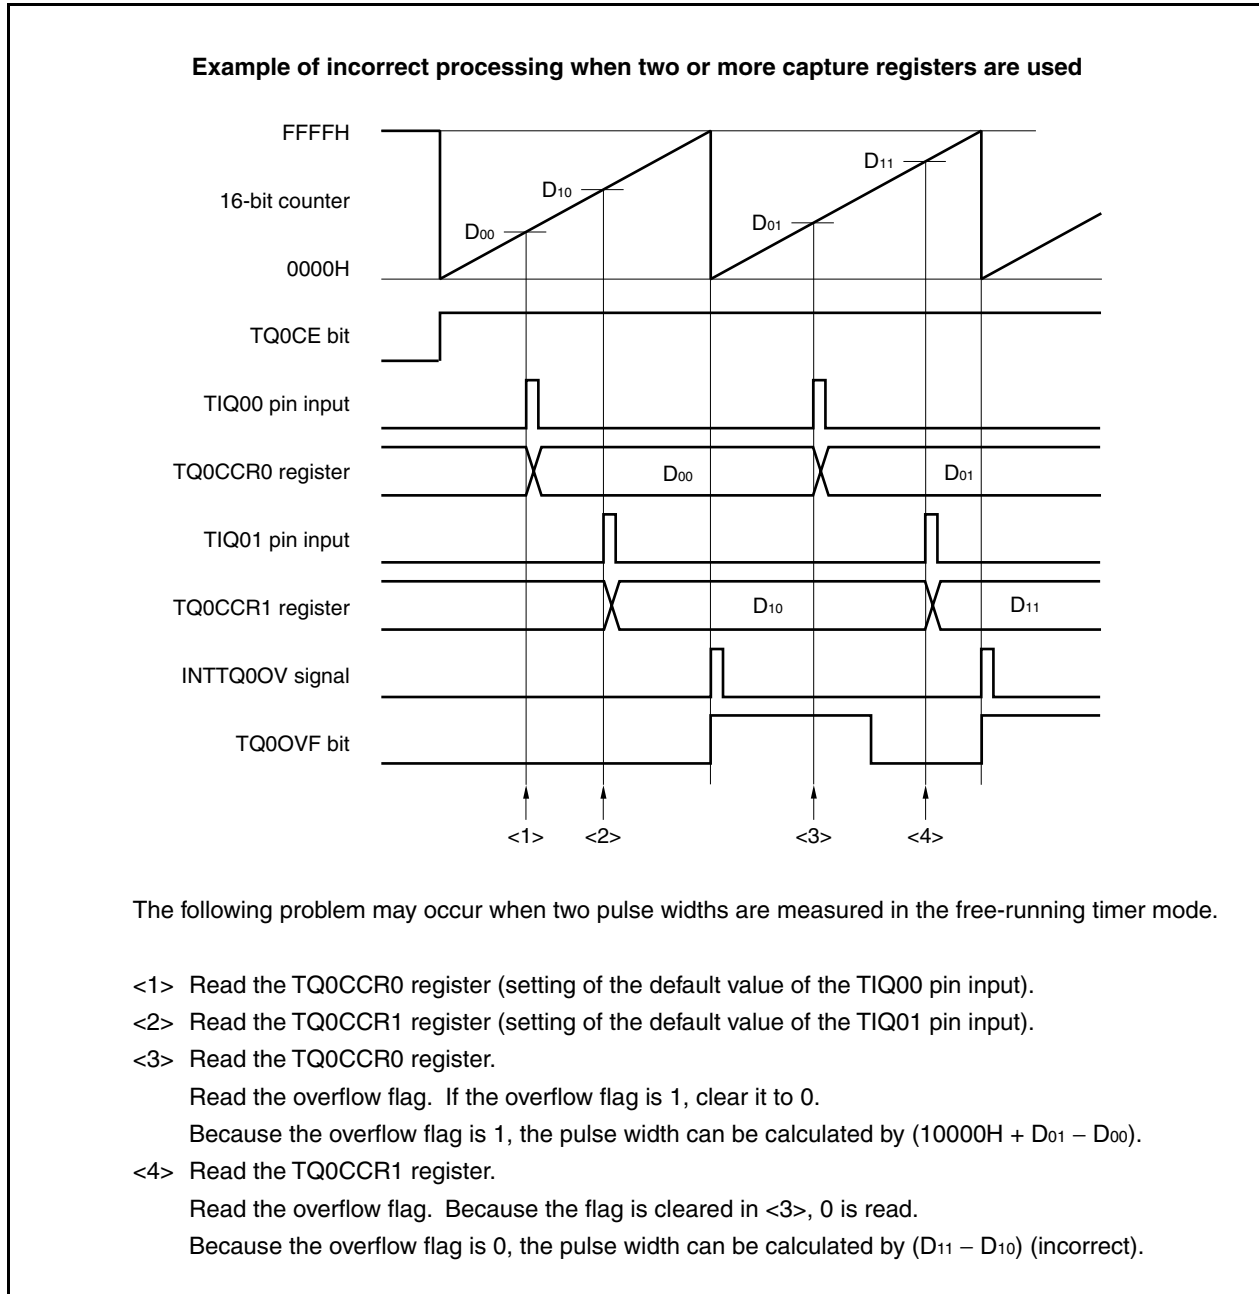 Example of incorrect processing when two or more capture registers are used
FFFFH
D11
D10
16-bit counter
D01
D00
0000H
TQ0CE bit
TIQ00 pin input
TQ0CCR0 register
D00
D01
TIQ01 pin input
TQ0CCR1 register
D10
D11
INTTQ0OV signal
TQ0OVF bit
<1> <2> <3> <4>
The following problem may occur when two pulse widths are measured in the free-running timer mode.
<1> Read the TQ0CCR0 register (setting of the default value of the TIQ00 pin input).
<2> Read the TQ0CCR1 register (setting of the default value of the TIQ01 pin input).
<3> Read the TQ0CCR0 register.
Read the overflow flag. If the overflow flag is 1, clear it to 0.
Because the overflow flag is 1, the pulse width can be calculated by (10000H + D01 − D00).
<4> Read the TQ0CCR1 register.
Read the overflow flag. Because the flag is cleared in <3>, 0 is read.
Because the overflow flag is 0, the pulse width can be calculated by (D11 − D10) (incorrect).